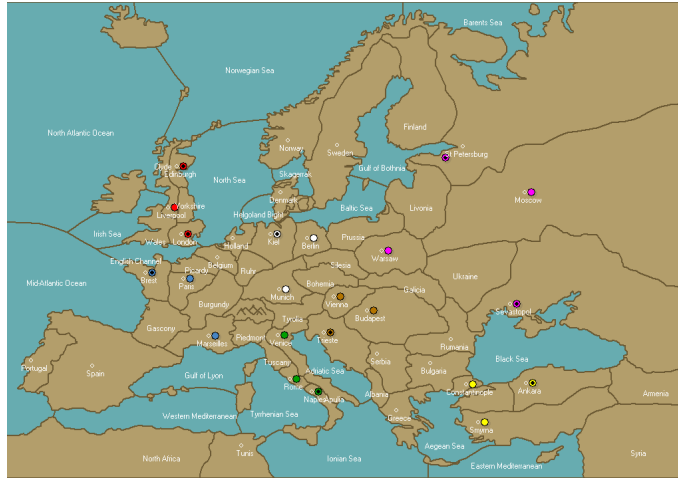 Barents Sea
Norwegian Sea
North Atlantic Ocean
Finland
Norway
Sweden
St Petersburg
Clyde
Edinburgh
North Sea
Skagerrak
Gulf of Bothnia
Moscow
Denmark
Livonia
Yorkshire
Liverpool
Helgoland Bight
Baltic Sea
Irish Sea
Wales
London
Holland
Kiel
Berlin
Prussia
English Channel
Belgium
Warsaw
Brest
Picardy
Ruhr
Silesia
Ukraine
Mid-Atlantic Ocean
Paris
Munich
Bohemia
Galicia
Vienna
Burgundy
Budapest
Sevastopol
Tyrolia
Gascony
Marseilles
Piedmont
Venice
Trieste
Rumania
Black Sea
Portugal
Spain
Gulf of Lyon
Tuscany
Adriatic Sea
Serbia
Bulgaria
Rome
Naples
Apulia
Albania
Constantinople
Ankara
Armenia
Western Mediterranean
Tyrrhenian Sea
Greece
Smyrna
North Africa
Tunis
Ionian Sea
Aegean Sea
Eastern Mediterranean
Syria